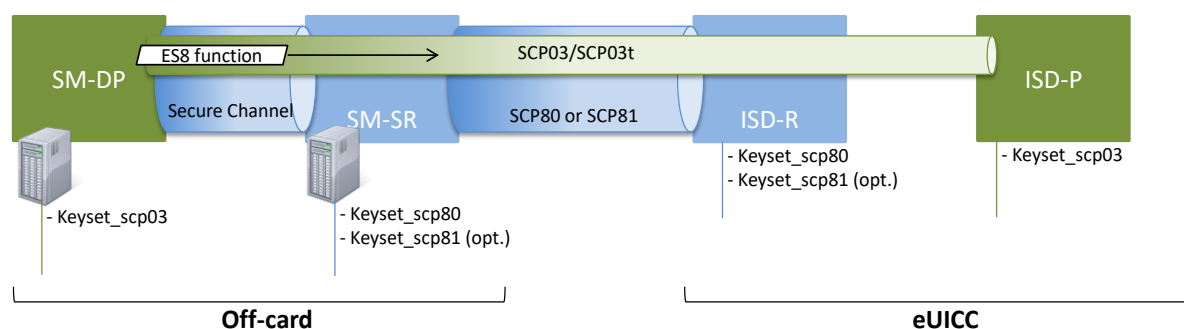 ES8 function
SCP03/SCP03t
SM-DP
ISD-P
Secure Channel
SM-SR
SCP80 or SCP81
ISD-R
- Keyset_scp80
- Keyset_scp81 (opt.)
- Keyset_scp03
- Keyset_scp03
- Keyset_scp80
- Keyset_scp81 (opt.)
Off-card
eUICC